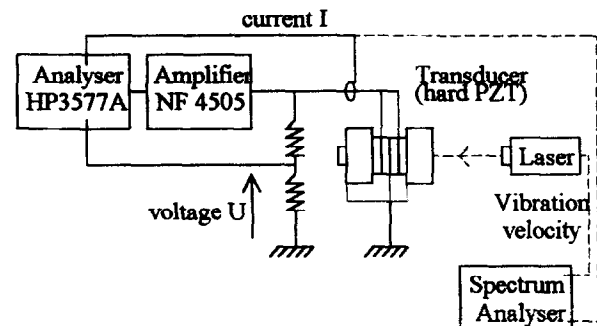 current I
Analyser
HP3577A
Amplifier
NF 4505
Transducer
(hard PZT)
Laser
voltage U
Vibration
velocity
Spectrum
Analyser